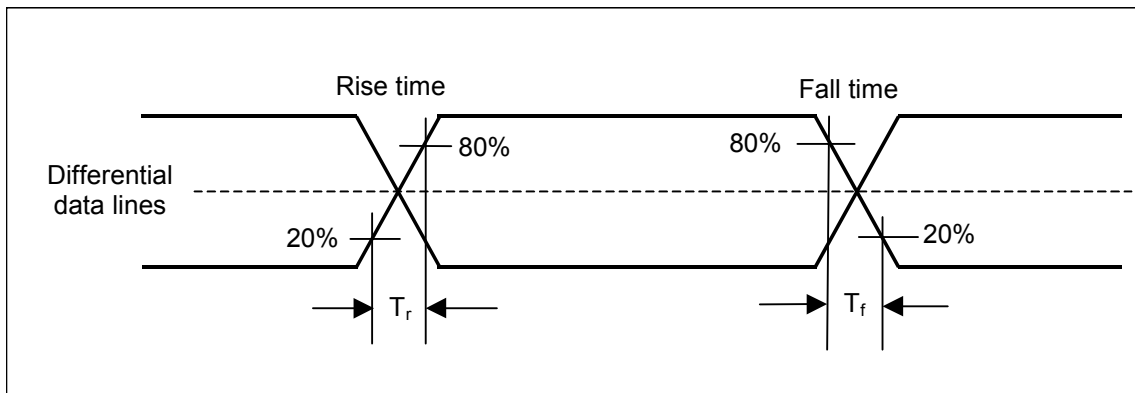 Rise time
Fall time
80%
80%
Differential
data lines
20%
20%
Tr
Tf